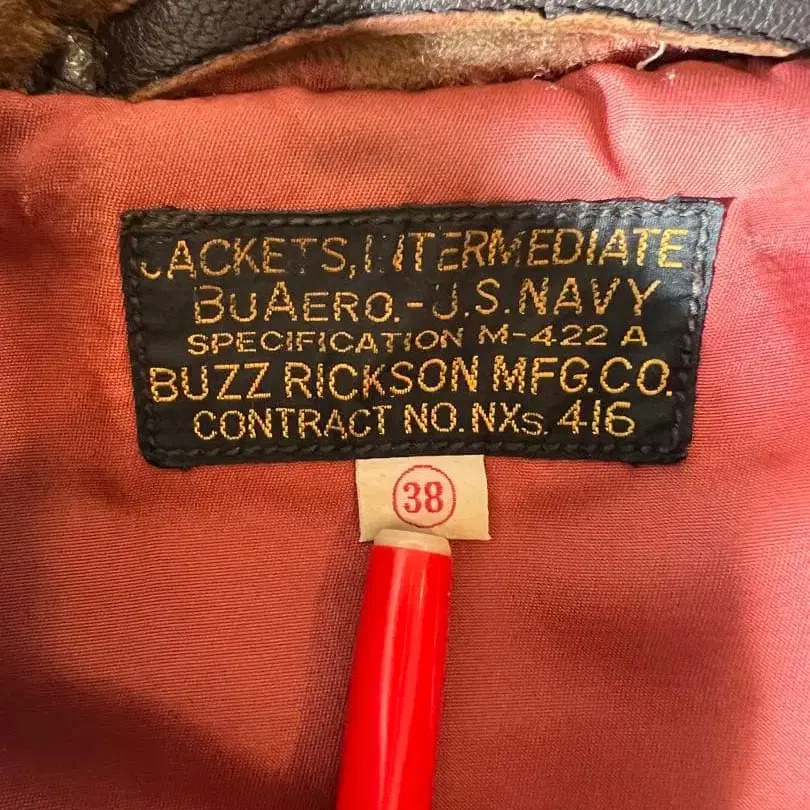 JACKETS, INTERMEDIATE
BUAERO.-U.S.NAVY
SPECIFICATION M-422 A
BUZZ RICKSON MFG.CO.
CONTRACT NO. NXs. 416
38